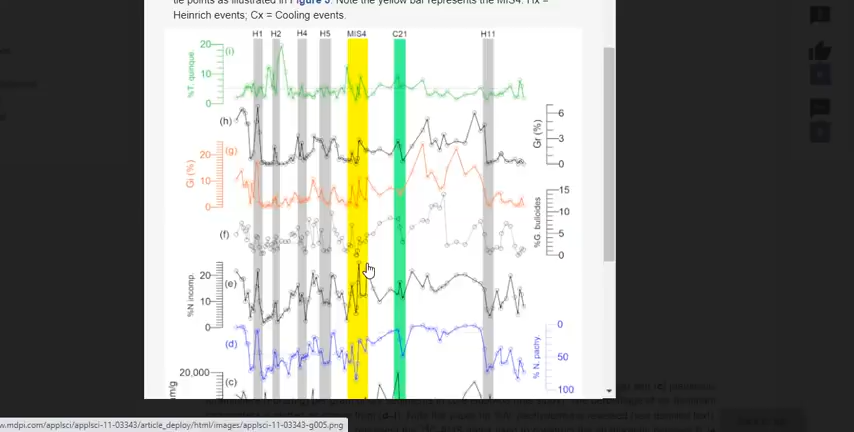 tie points as illustrated in Figure 5. Note the yellow bar represents the MIS4. Hx =
Heinrich events; Cx = Cooling events.
H1 H2 H4 H5 MIS4 C21 H11
%T. quinque.
20
10
0
(i)
(h)
Gr (%)
6
3
0
Gi (%)
20
10
0
(g)
(f)
%G. bulloides
15
10
5
0
%N incomp.
20
10
0
(e)
(d)
% N. pachy.
0
50
100
20,000
(c)
m/g
w.mdpi.com/applsci/applsci-11-03343/article_deploy/html/images/applsci-11-03343-g005.png